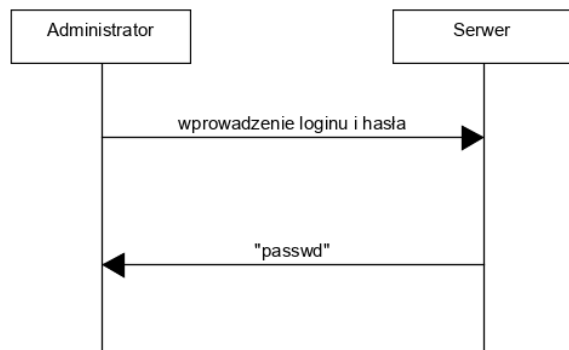 Administrator
Serwer
wprowadzenie loginu i hasła
"passwd"